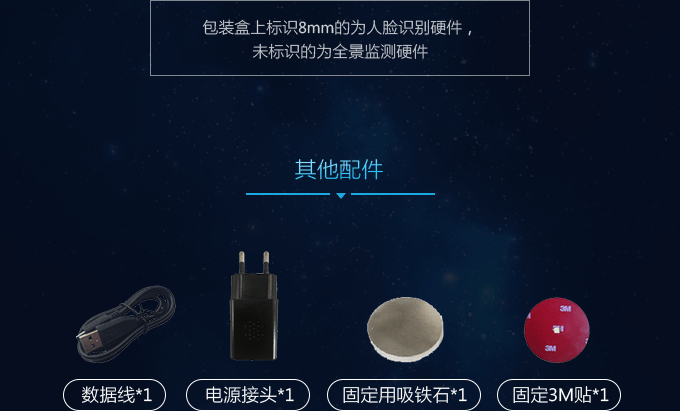 包装盒上标识8mm的为人脸识别硬件，
未标识的为全景监测硬件
其他配件
3M
3M
3M
数据线*1
电源接头*1
固定用吸铁石*1
固定3M贴*1